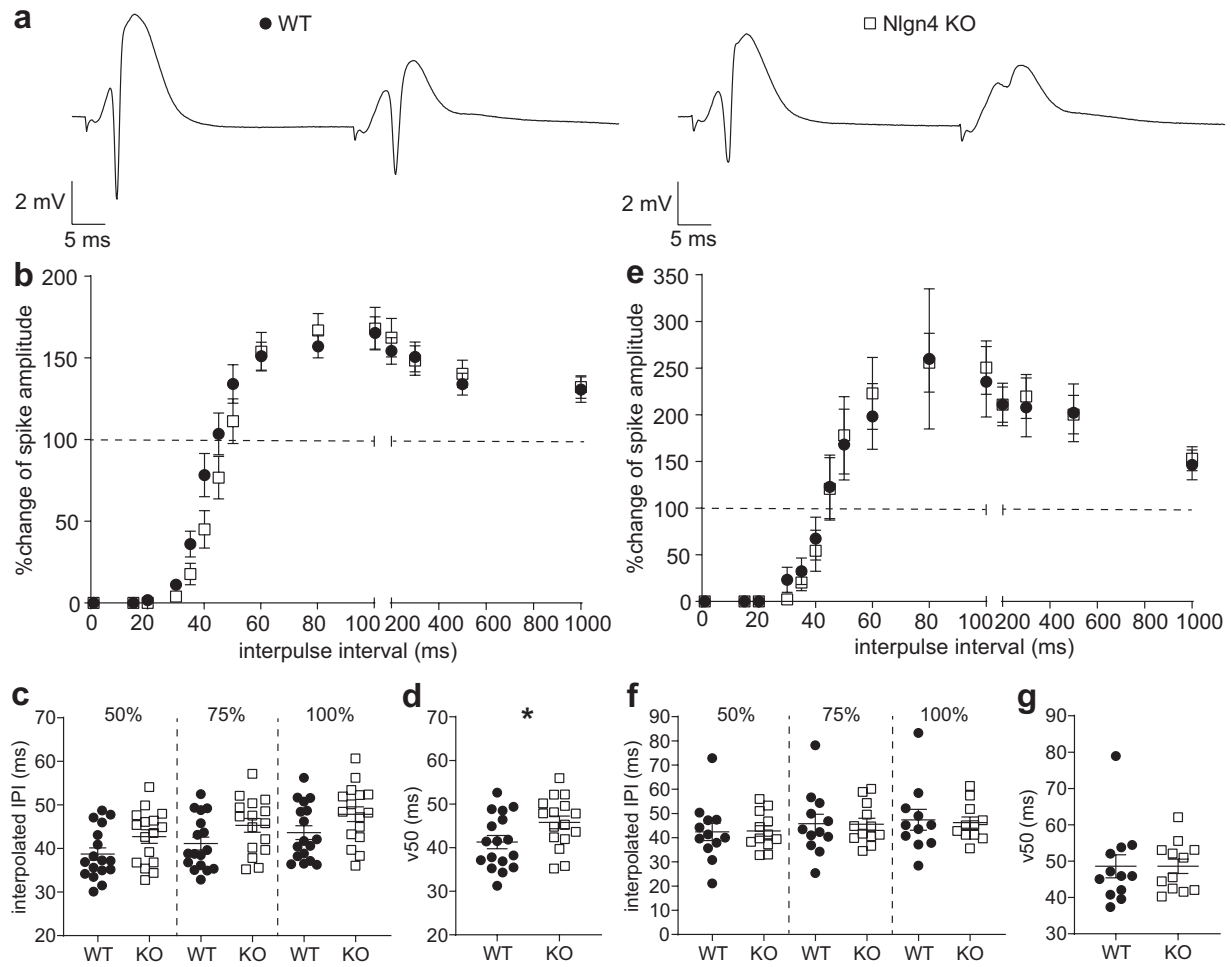 a
WT
Nlgn4 KO
2 mV
5 ms
2 mV
5 ms
b
%change of spike amplitude
200
150
100
50
0
0 20 40 60 80 100 200 400 600 800 1000
interpulse interval (ms)
e
%change of spike amplitude
350
300
250
200
150
100
50
0
0 20 40 60 80 100 200 400 600 800 1000
interpulse interval (ms)
c
interpolated IPI (ms)
70
60
50
40
30
20
50% 75% 100%
WT KO WT KO WT KO
d
v50 (ms)
70
60
50
40
30
20
*
WT KO
f
interpolated IPI (ms)
90
80
70
60
50
40
30
20
10
0
50% 75% 100%
WT KO WT KO WT KO
g
v50 (ms)
90
80
70
60
50
40
30
WT KO